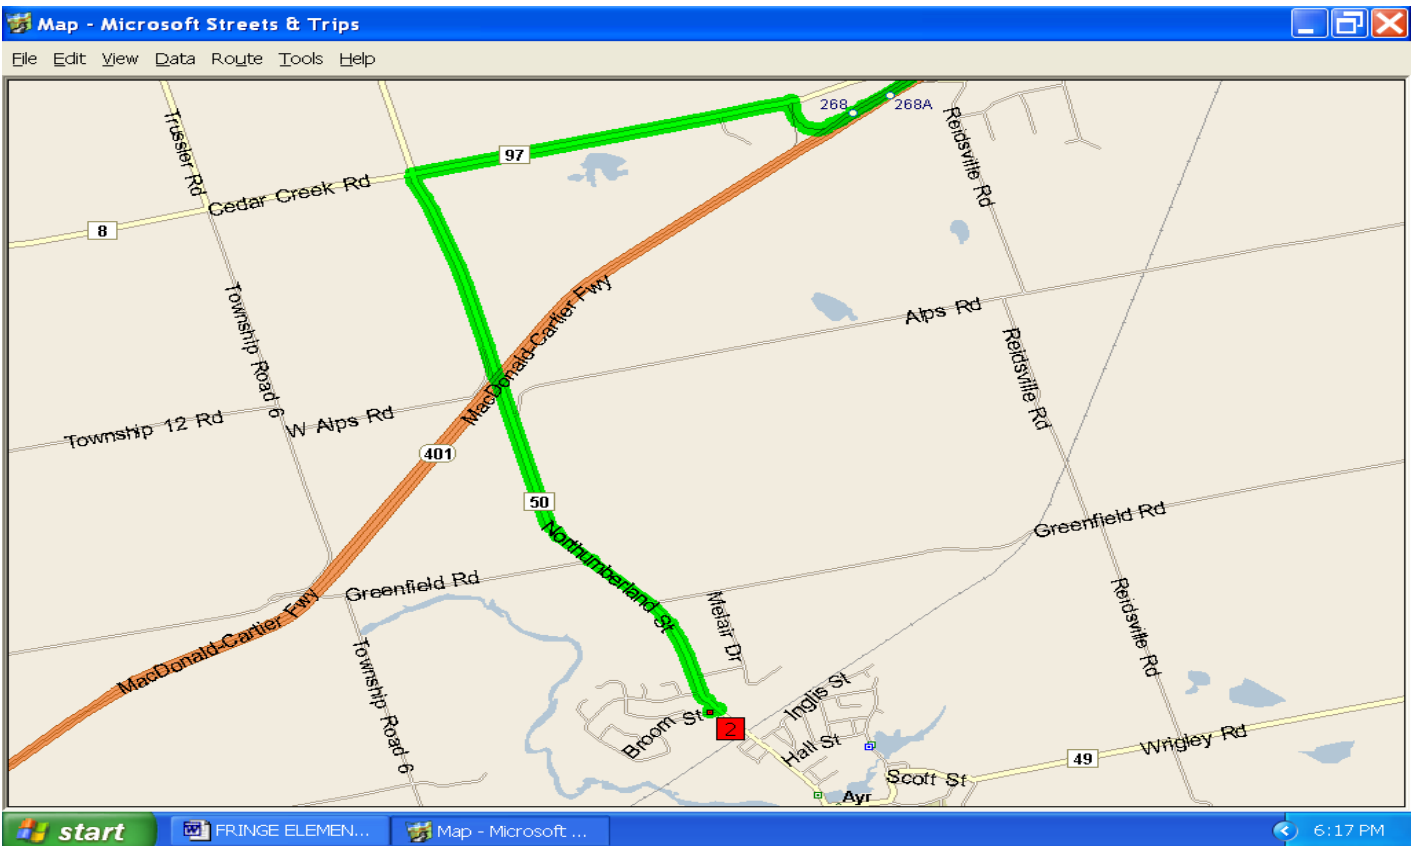 Map - Microsoft Streets & Trips
File Edit View Data Route Tools Help
268
268A
Trussler Rd
Reidsville Rd
97
Cedar Creek Rd
8
MacDonald-Cartier Fwy
Township Road 6
Alps Rd
Reidsville Rd
Township 12 Rd
W Alps Rd
401
50
Greenfield Rd
Northumberland St
Greenfield Rd
Melair Dr
Reidsville Rd
MacDonald-Cartier Fwy
Township Road 6
Inglis St
Broom St
2
Hall St
Wrigley Rd
49
Scott St
Ayr
start
FRINGE ELEMEN...
Map - Microsoft ...
6:17 PM